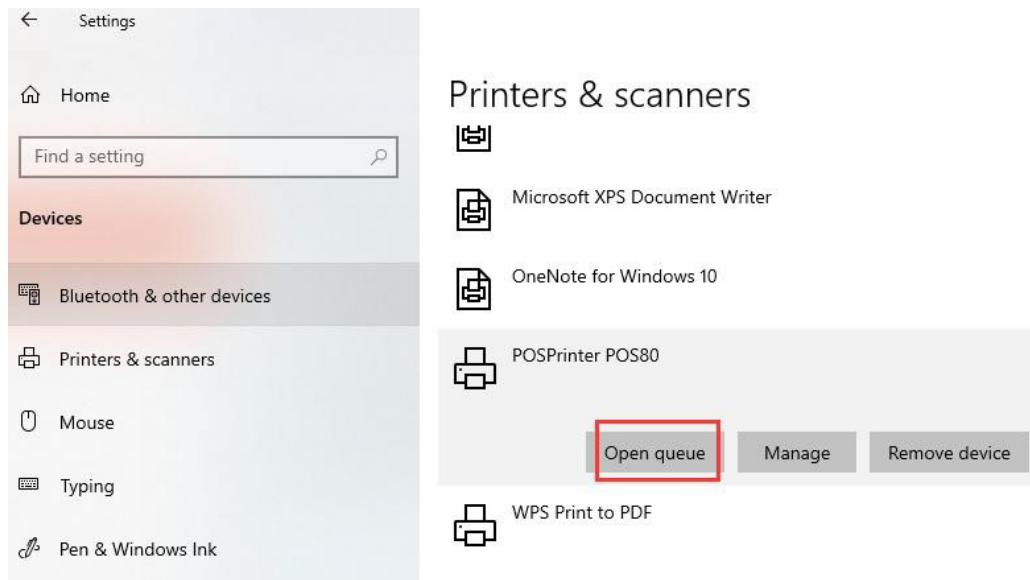 Settings
Home
Find a setting
Devices
Bluetooth & other devices
Printers & scanners
Mouse
Typing
Pen & Windows Ink
Printers & scanners
Microsoft XPS Document Writer
OneNote for Windows 10
POSPrinter POS80
Open queue Manage Remove device
WPS Print to PDF